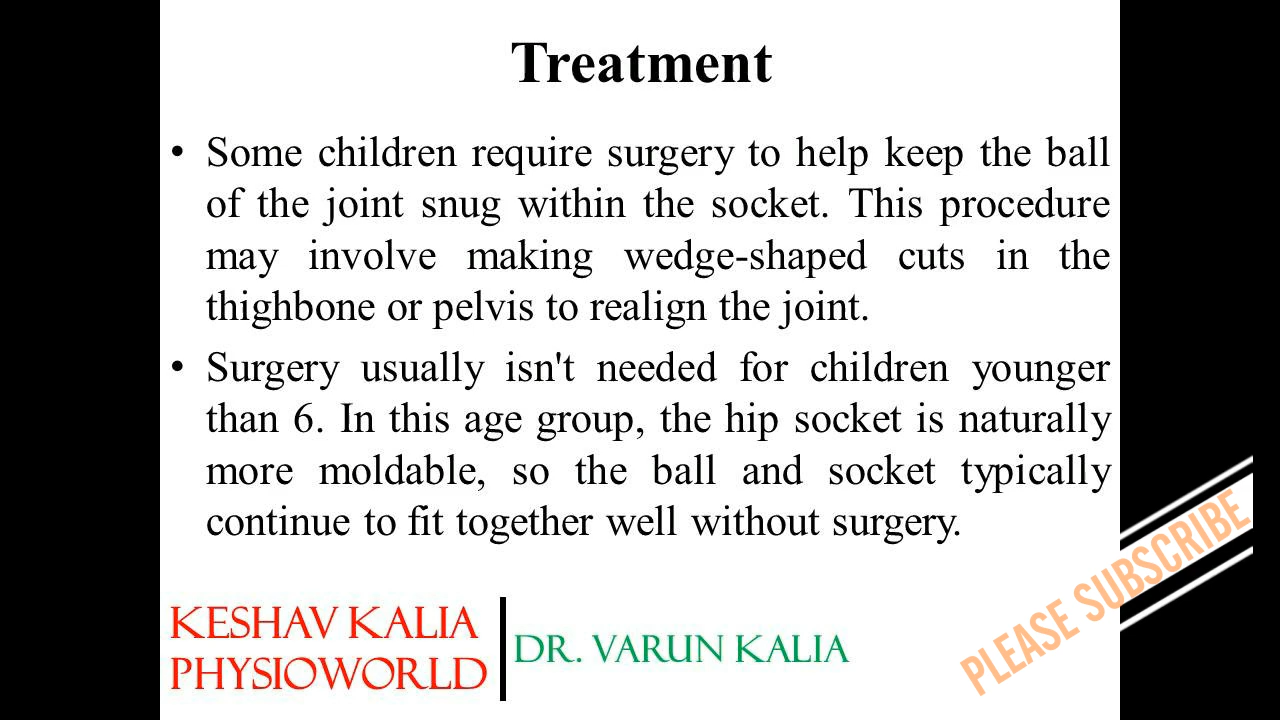 Treatment
• Some children require surgery to help keep the ball
of the joint snug within the socket. This procedure
may involve making wedge-shaped cuts in the
thighbone or pelvis to realign the joint.
• Surgery usually isn't needed for children younger
than 6. In this age group, the hip socket is naturally
more moldable, so the ball and socket typically
continue to fit together well without surgery.
KESHAV KALIA
PHYSIOWORLD
DR. VARUN KALIA
PLEASE SUBSCRIBE